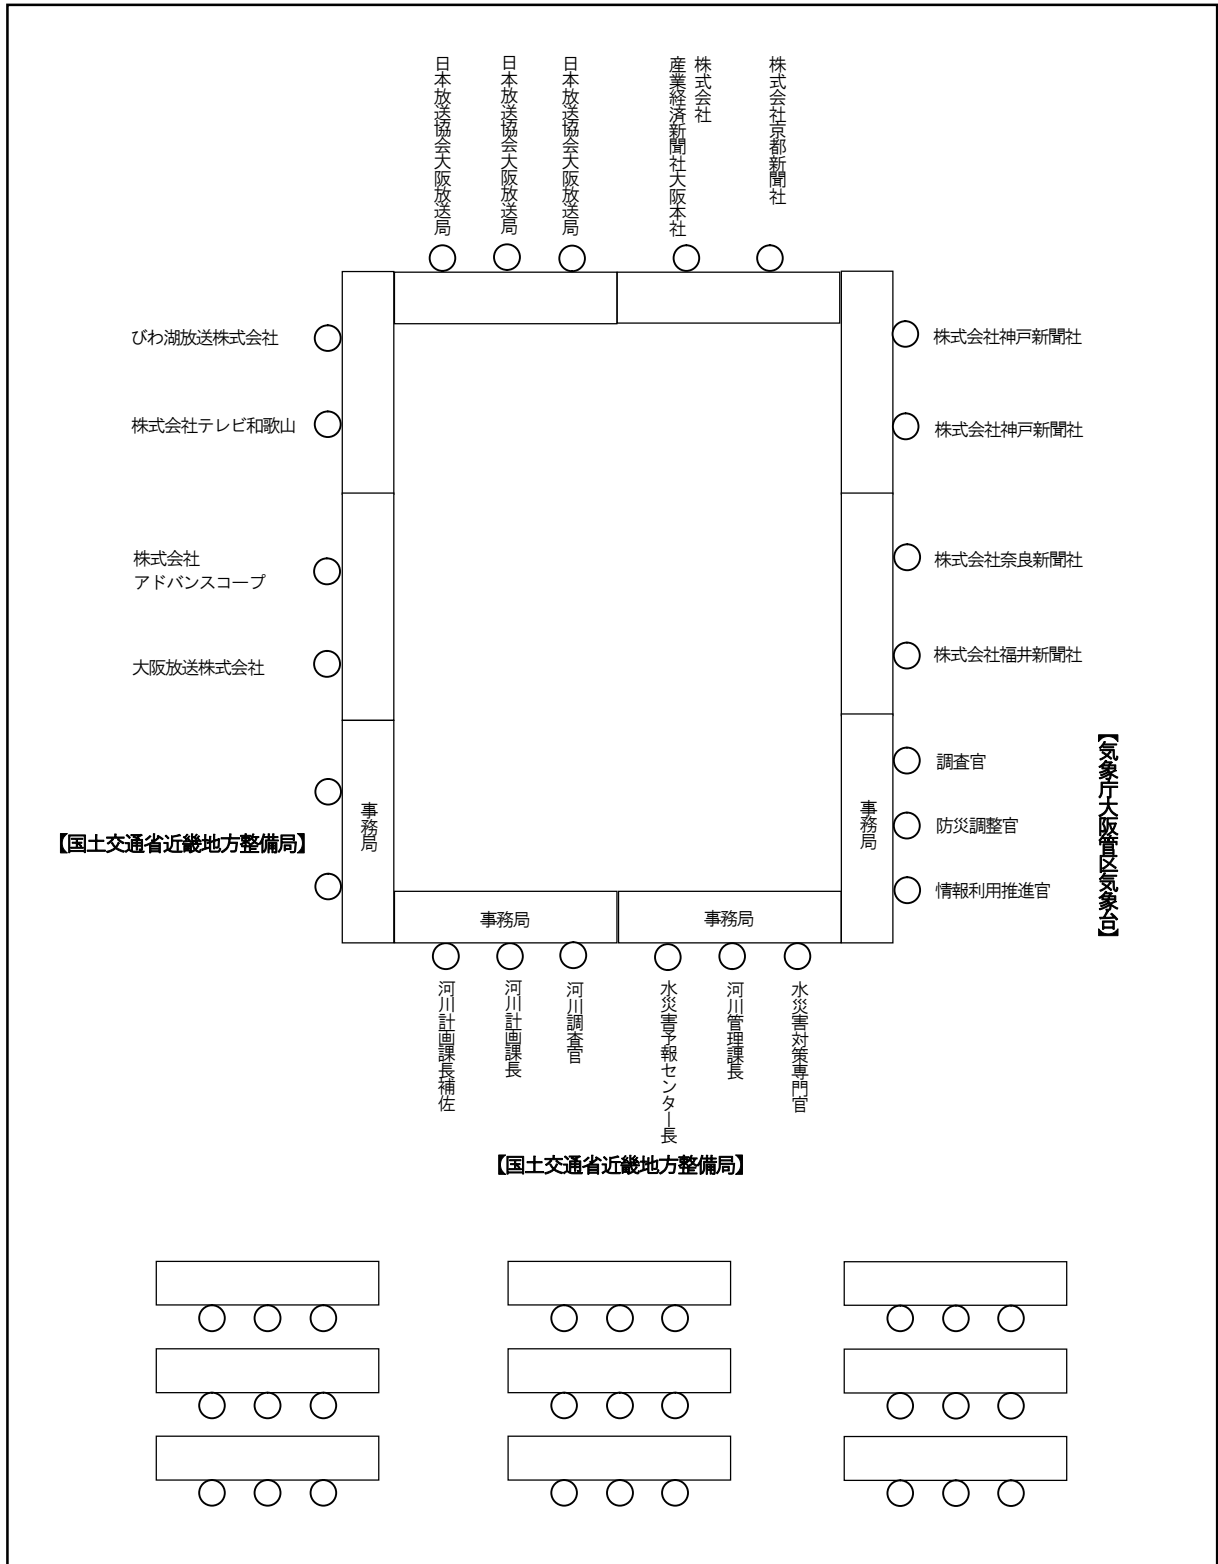 日本放送協会大阪放送局
日本放送協会大阪放送局
日本放送協会大阪放送局
株式会社
産業経済新聞社大阪本社
株式会社京都新聞社
びわ湖放送株式会社
株式会社テレビ和歌山
株式会社
アドバンスコープ
大阪放送株式会社
株式会社神戸新聞社
株式会社神戸新聞社
株式会社奈良新聞社
株式会社福井新聞社
調査官
防災調整官
情報利用推進官
【気象庁大阪管区気象台】
事務局
事務局
【国土交通省近畿地方整備局】
事務局
事務局
河川計画課長補佐
河川計画課長
河川調査官
水災害予報センター長
河川管理課長
水災害対策専門官
【国土交通省近畿地方整備局】